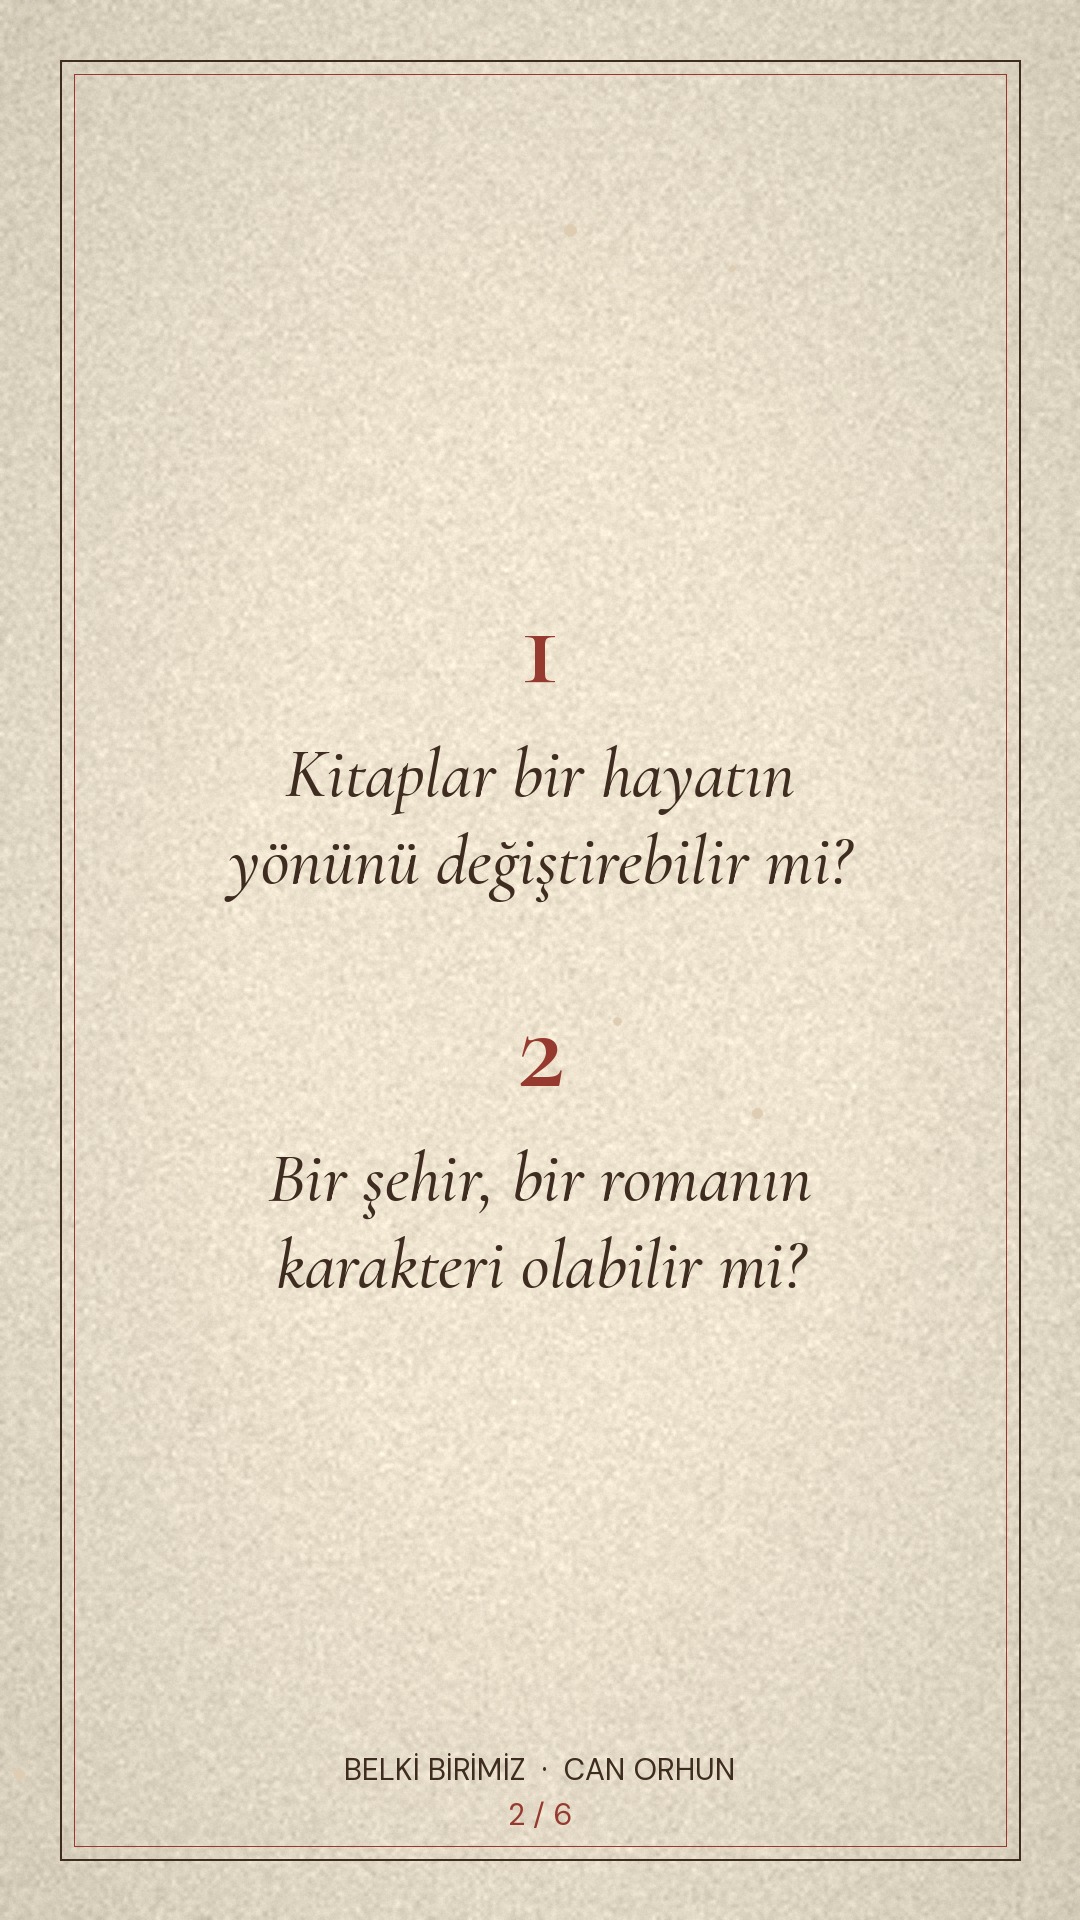 1
Kitaplar bir hayatın
yönünü değiştirebilir mi?
2
Bir şehir, bir romanın
karakteri olabilir mi?
BELKİ BİRİMİZ · CAN ORHUN
2 / 6